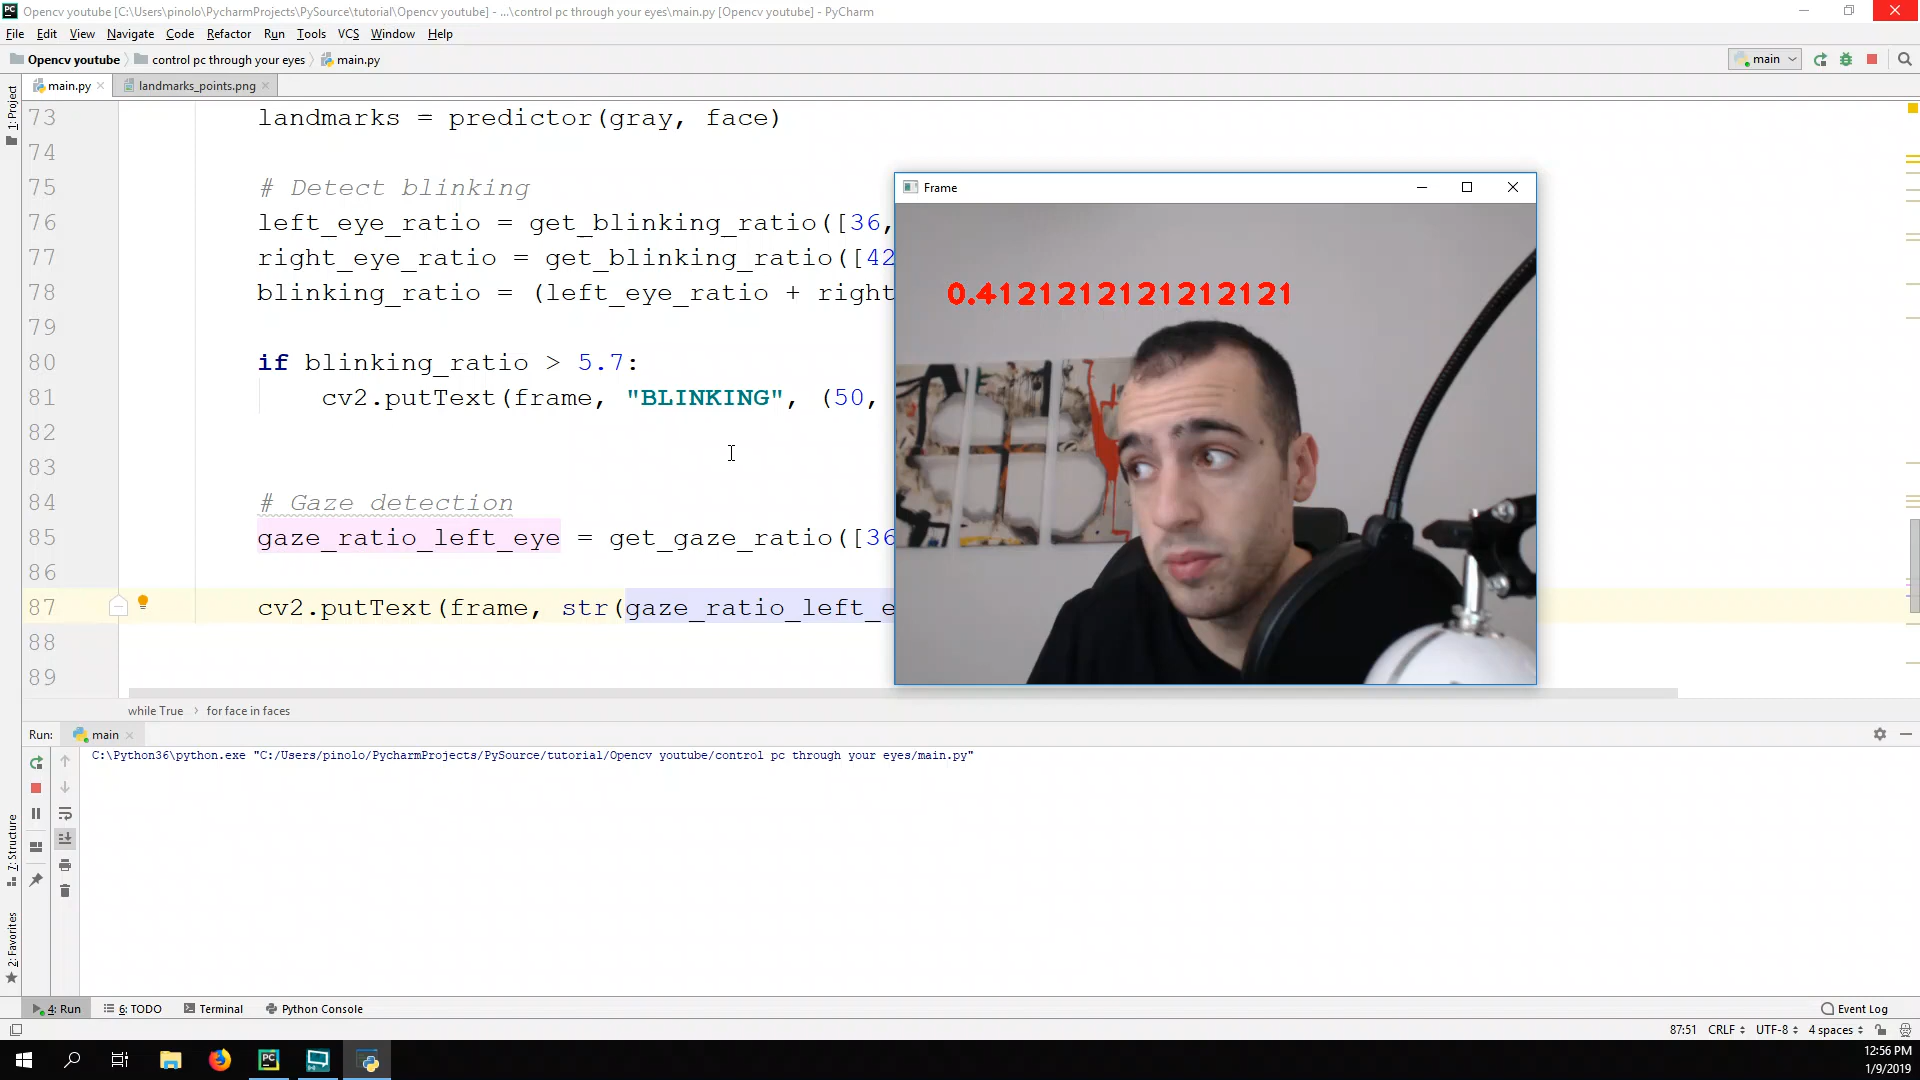 Opencv youtube [C:\Users\pinolo\PycharmProjects\PySource\tutorial\Opencv youtube] - ...\control pc through your eyes\main.py [Opencv youtube] - PyCharm
File Edit View Navigate Code Refactor Run Tools VCS Window Help
Opencv youtube control pc through your eyes main.py main
main.py landmarks_points.png
1: Project
73 landmarks = predictor(gray, face)
74
75 # Detect blinking
76 left_eye_ratio = get_blinking_ratio([36,
77 right_eye_ratio = get_blinking_ratio([42
78 blinking_ratio = (left_eye_ratio + right
79
80 if blinking_ratio > 5.7:
81 cv2.putText(frame, "BLINKING", (50,
82
83
84 # Gaze detection
85 gaze_ratio_left_eye = get_gaze_ratio([36
86
87 cv2.putText(frame, str(gaze_ratio_left_e
88
89
Frame
0.41212121212121212121
while True for face in faces
Run: main
C:\Python36\python.exe "C:/Users/pinolo/PycharmProjects/PySource/tutorial/Opencv youtube/control pc through your eyes/main.py"
7: Structure
2: Favorites
4: Run 6: TODO Terminal Python Console Event Log
87:51 CRLF UTF-8 4 spaces
12:56 PM
1/9/2019